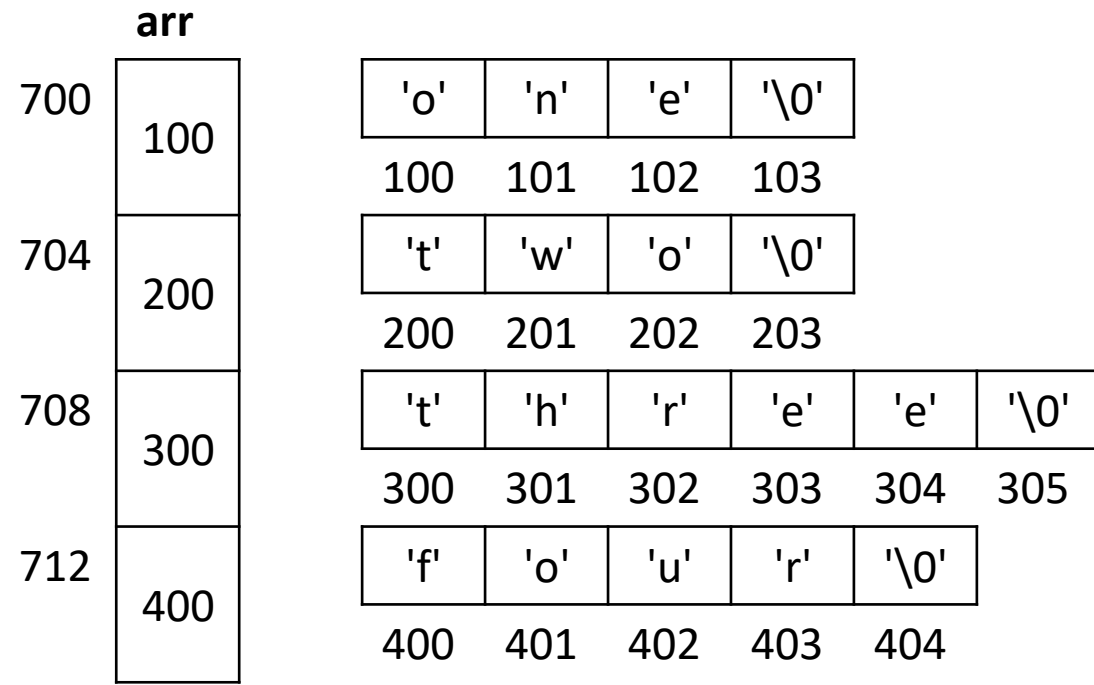 arr
700 100 'o' 'n' 'e' '\0'
100 101 102 103
704 200 't' 'w' 'o' '\0'
200 201 202 203
708 300 't' 'h' 'r' 'e' 'e' '\0'
300 301 302 303 304 305
712 400 'f' 'o' 'u' 'r' '\0'
400 401 402 403 404